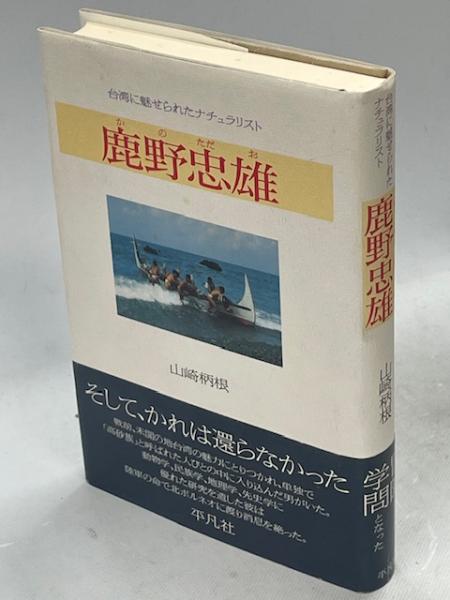 台湾に魅せられたナチュラリスト
か の ただ お
鹿野忠雄
山崎柄根
そして、かれは還らなかった
戦前、未開の地台湾の魅力にとりつかれ、単独で
「高砂族」と呼ばれた人びとの中に入り込んだ男がいた。
動物学、民族学、地理学、先史学に
優れた研究を遺した彼は
陸軍の命で北ボルネオに渡り消息を絶った。
平凡社
台湾に魅せられた
ナチュラリスト
鹿野忠雄
山崎柄根
学問となった
平凡